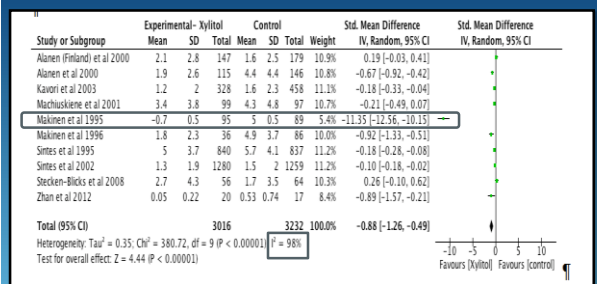 ¶
Experimental- Xylitol Control Std. Mean Difference Std. Mean Difference
Study or Subgroup Mean SD Total Mean SD Total Weight IV, Random, 95% CI IV, Random, 95% CI
Alanen (Finland) et al 2000 2.1 2.8 147 1.6 2.5 179 10.9% 0.19 [-0.03, 0.41]
Alanen et al 2000 1.9 2.6 115 4.4 4.4 146 10.8% -0.67 [-0.92, -0.42]
Kavori et al 2003 1.2 2 328 1.6 2.3 458 11.1% -0.18 [-0.33, -0.04]
Machiuskiene et al 2001 3.4 3.8 99 4.3 4.8 97 10.7% -0.21 [-0.49, 0.07]
Makinen et al 1995 -0.7 0.5 95 5 0.5 89 5.4% -11.35 [-12.56, -10.15]
Makinen et al 1996 1.8 2.3 36 4.9 3.7 86 10.0% -0.92 [-1.33, -0.51]
Sintes et al 1995 5 3.7 840 5.7 4.1 837 11.2% -0.18 [-0.28, -0.08]
Sintes et al 2002 1.3 1.9 1280 1.5 2 1259 11.2% -0.10 [-0.18, -0.02]
Stecken-Blicks et al 2008 2.7 4.3 56 1.7 3.5 64 10.3% 0.26 [-0.10, 0.62]
Zhan et al 2012 0.05 0.22 20 0.53 0.74 17 8.4% -0.89 [-1.57, -0.21]
Total (95% CI) 3016 3232 100.0% -0.88 [-1.26, -0.49]
Heterogeneity: Tau² = 0.35; Chi² = 380.72, df = 9 (P < 0.00001) I² = 98%
Test for overall effect: Z = 4.44 (P < 0.00001)
-10 -5 0 5 10
Favours [Xylitol] Favours [control] ¶